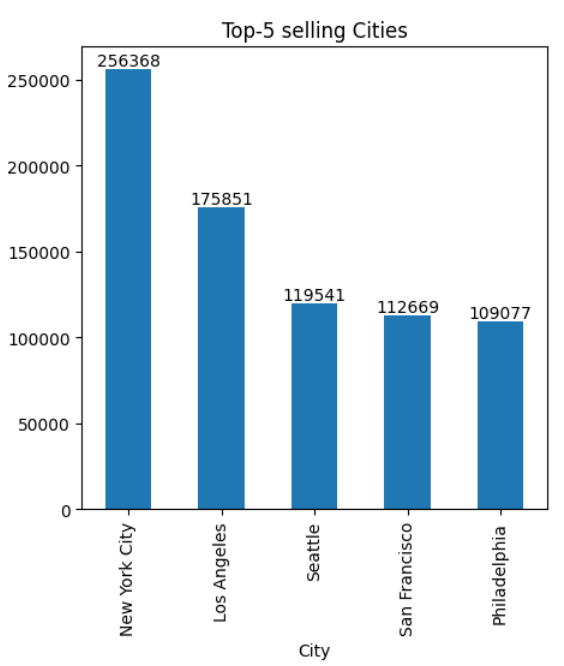 Top-5 selling Cities
256368
250000
200000
175851
150000
119541
112669
109077
100000
50000
0
New York City
Los Angeles
Seattle
San Francisco
Philadelphia
City